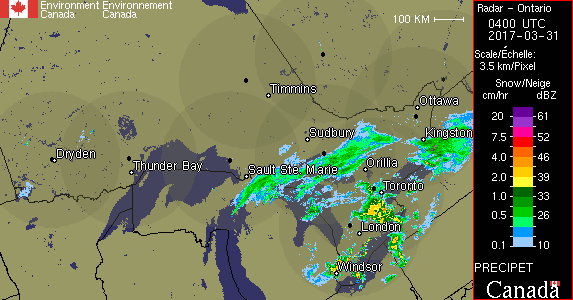 Environment Environnement
Canada Canada
100 KM
Radar - Ontario
0400 UTC
2017-03-31
Scale/Échelle:
3.5 km/Pixel
Snow/Neige
cm/hr dBZ
20 61
7.5 52
4.0 46
2.0 39
1.0 33
0.5 26
0.1 10
PRECIPET
Canada
Timmins
Ottawa
Sudbury
Kingston
Dryden
Thunder Bay
Sault Ste. Marie
Orillia
Toronto
London
Windsor